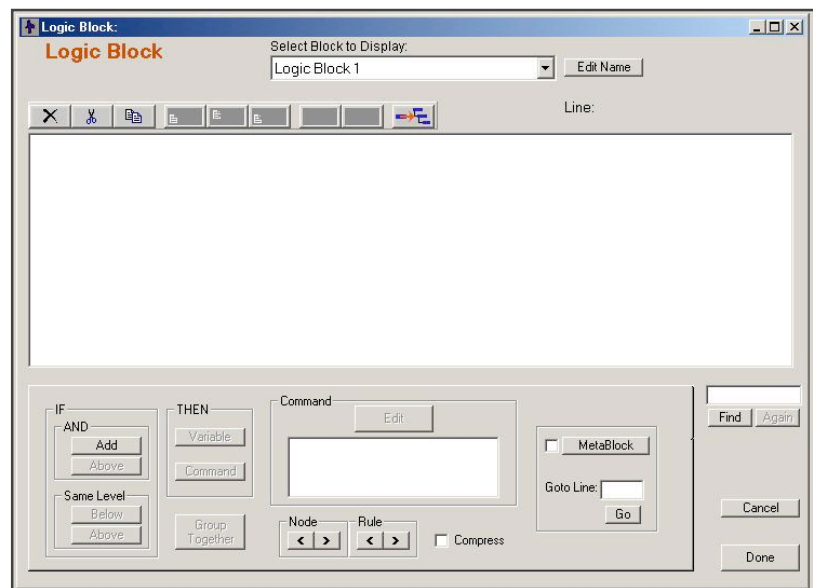 Logic Block:
Logic Block
Select Block to Display:
Logic Block 1
Edit Name
Line:
IF
AND
Add
Above
Same Level
Below
Above
THEN
Variable
Command
Group
Together
Command
Edit
Node
< >
Rule
< >
Compress
MetaBlock
Goto Line:
Go
Find
Again
Cancel
Done